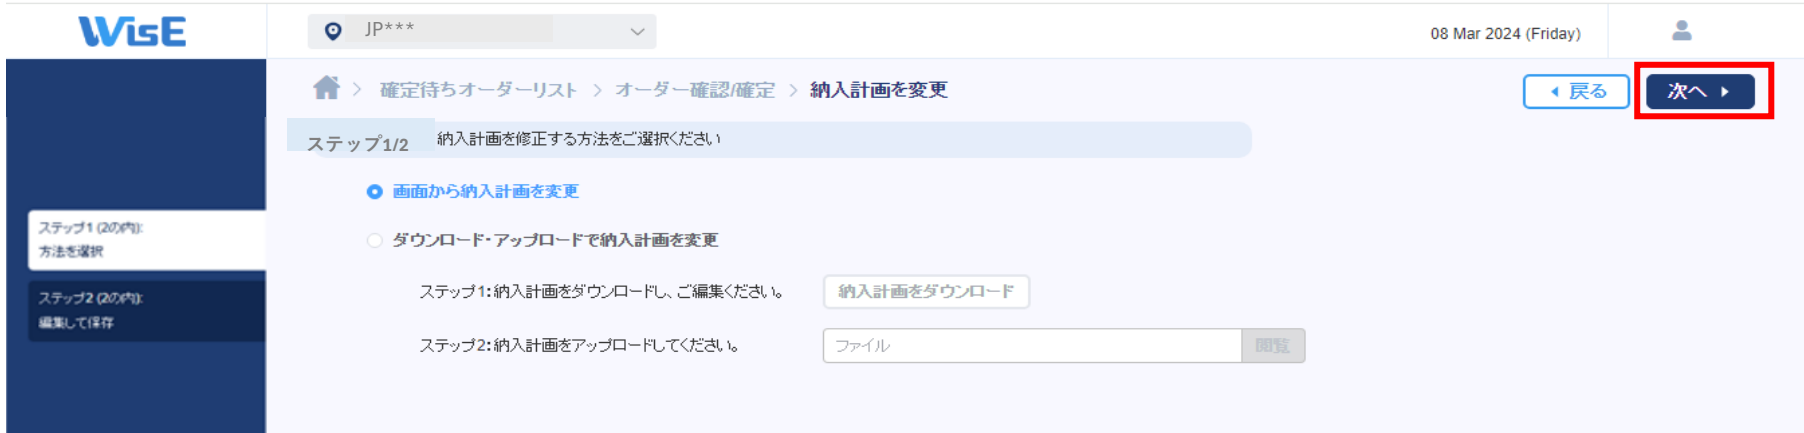 WisE
JP***
08 Mar 2024 (Friday)
確定待ちオーダーリスト > オーダー確認/確定 > 納入計画を変更
戻る
次へ
ステップ1/2
納入計画を修正する方法をご選択ください
画面から納入計画を変更
ステップ1 (2の内):
方法を選択
ダウンロード・アップロードで納入計画を変更
ステップ1:納入計画をダウンロードし、ご編集ください。
納入計画をダウンロード
ステップ2 (2の内):
編集して保存
ステップ2:納入計画をアップロードしてください。
ファイル
閲覧